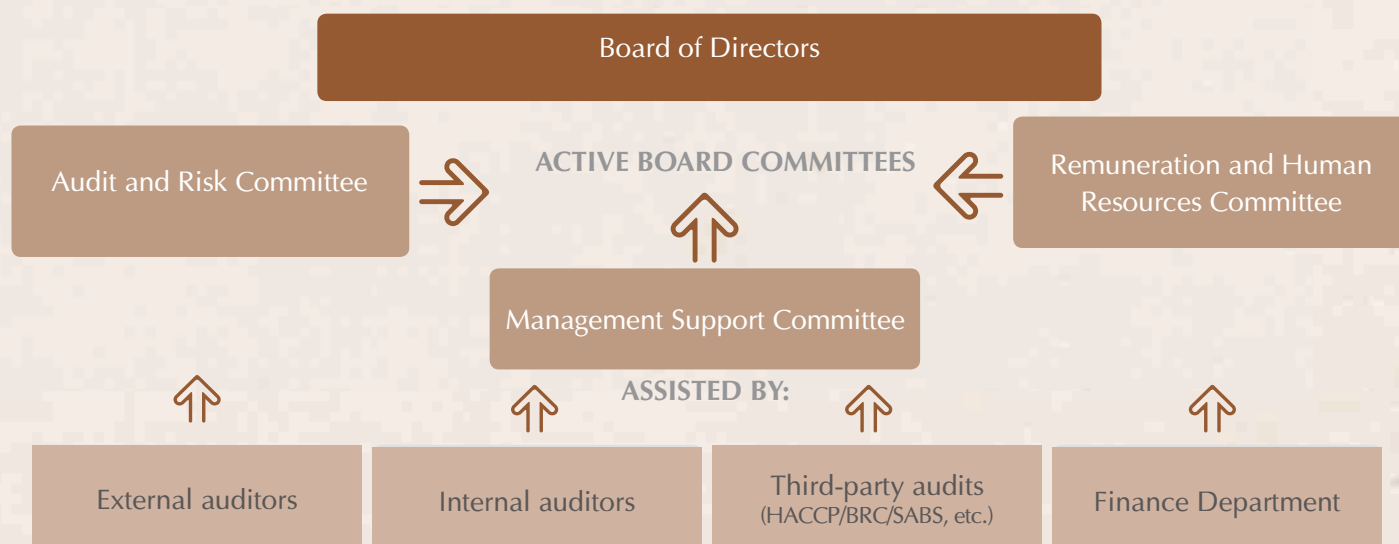 Board of Directors
Audit and Risk Committee
ACTIVE BOARD COMMITTEES
Remuneration and Human
Resources Committee
Management Support Committee
ASSISTED BY:
External auditors
Internal auditors
Third-party audits
(HACCP/BRC/SABS, etc.)
Finance Department